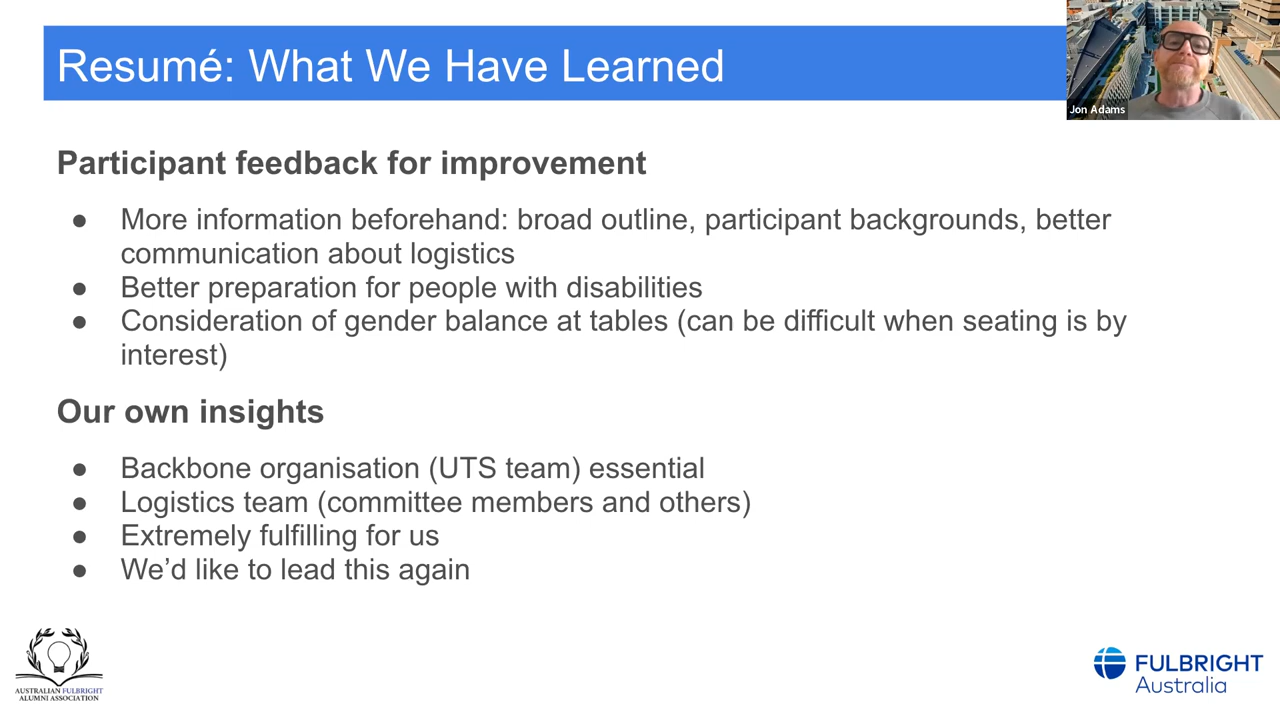 Resumé: What We Have Learned
Jon Adams
Participant feedback for improvement
● More information beforehand: broad outline, participant backgrounds, better
communication about logistics
● Better preparation for people with disabilities
● Consideration of gender balance at tables (can be difficult when seating is by
interest)
Our own insights
● Backbone organisation (UTS team) essential
● Logistics team (committee members and others)
● Extremely fulfilling for us
● We’d like to lead this again
AUSTRALIAN FULBRIGHT
ALUMNI ASSOCIATION
FULBRIGHT
Australia